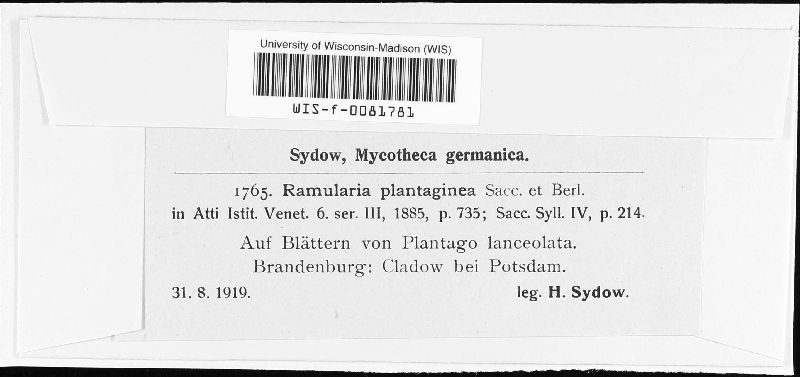 University of Wisconsin-Madison (WIS)
WIS-f-0081781
Sydow, Mycotheca germanica.
1765. Ramularia plantaginea Sacc. et Berl.
in Atti Istit. Venet. 6. ser. III, 1885, p. 735; Sacc. Syll. IV, p. 214.
Auf Blättern von Plantago lanceolata.
Brandenburg: Cladow bei Potsdam.
31. 8. 1919. leg. H. Sydow.